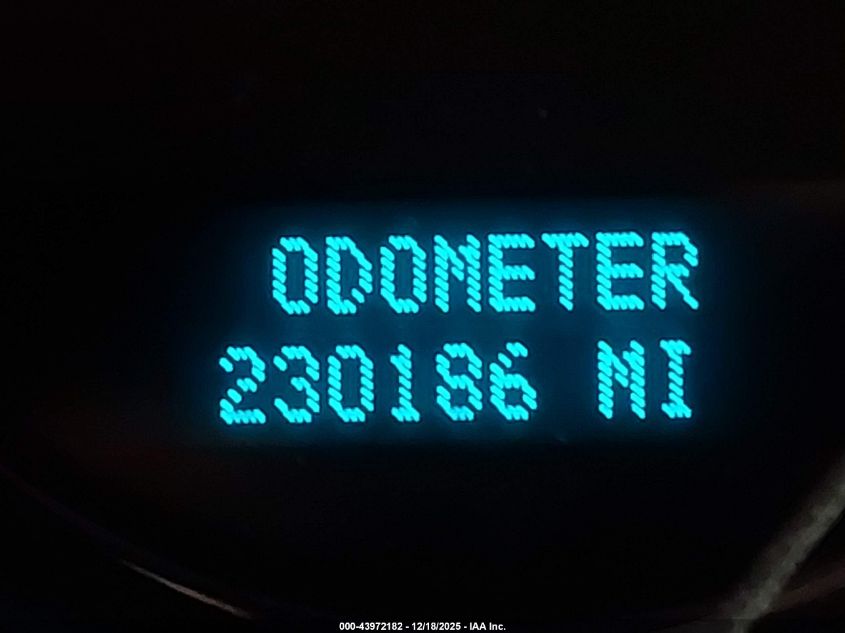 ODOMETER
230186 MI
000-43972182 - 12/18/2025 - IAA Inc.